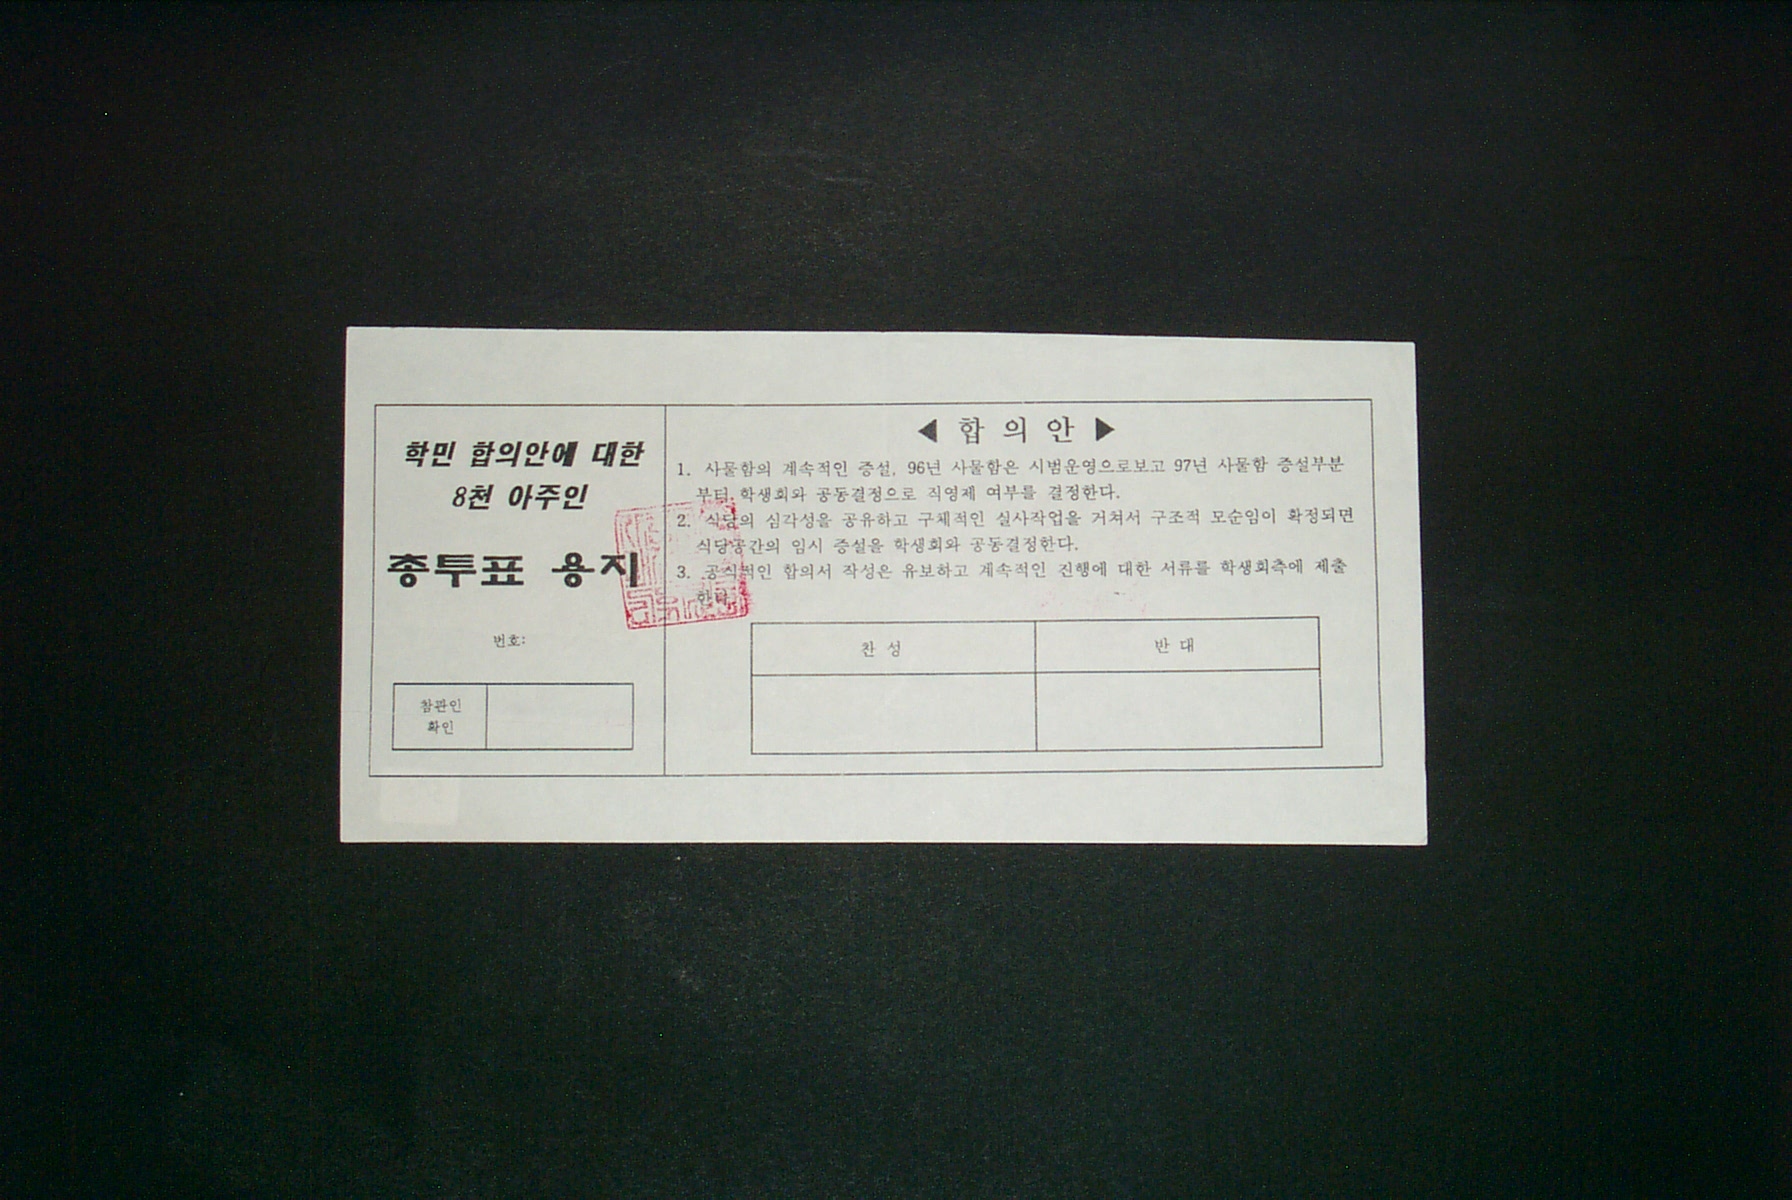 학민 합의안에 대한
8천 아주인
총투표 용지
번호:
참관인
확인
◀ 합 의 안 ▶
1. 사물함의 계속적인 증설, 96년 사물함은 시범운영으로보고 97년 사물함 증설부분
부터 학생회와 공동결정으로 직영제 여부를 결정한다.
2. 식당의 심각성을 공유하고 구체적인 실사작업을 거쳐서 구조적 모순임이 확정되면
식당공간의 임시 증설을 학생회와 공동결정한다.
3. 공식적인 합의서 작성은 유보하고 계속적인 진행에 대한 서류를 학생회측에 제출
한다.
찬 성
반 대